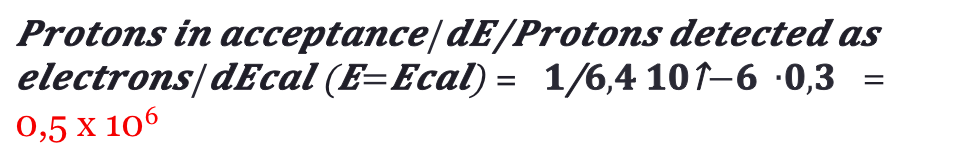 Protons in acceptance/ dE/Protons detected as
electrons/ dEcal (E=Ecal) = 1/6,4 10↑−6 ·0,3 =
0,5 x 10⁶